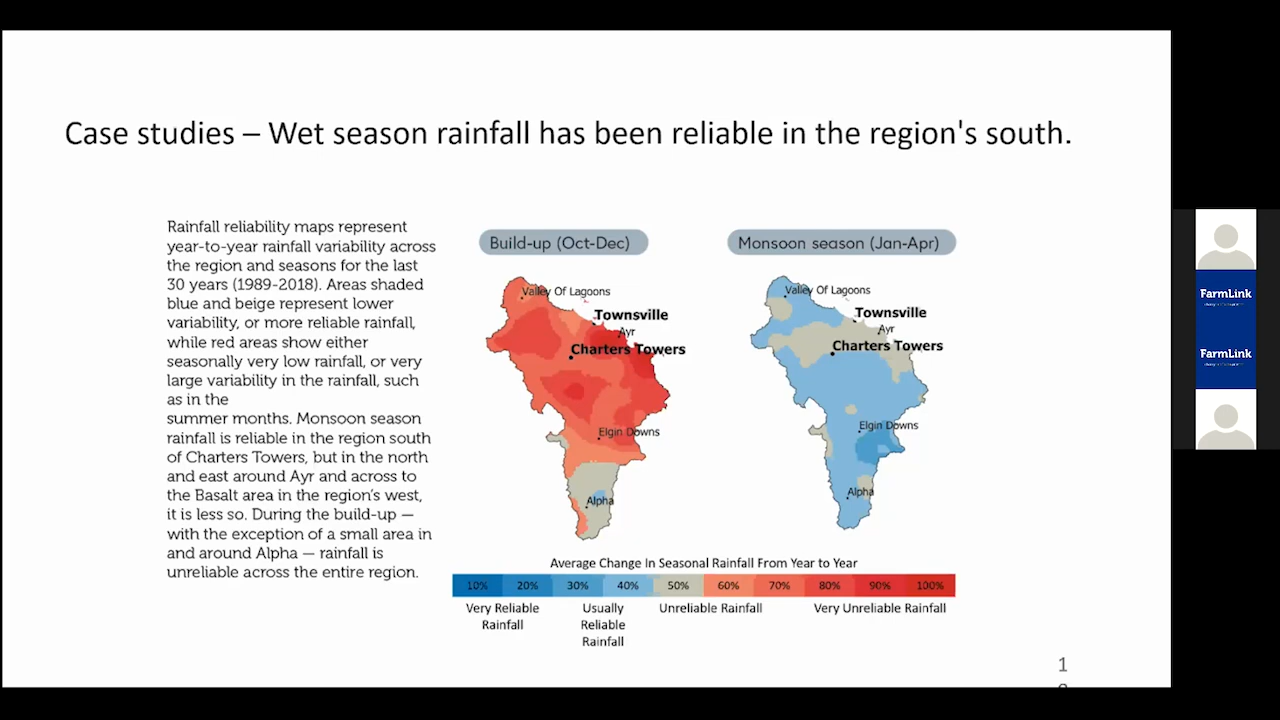 Case studies – Wet season rainfall has been reliable in the region's south.
Rainfall reliability maps represent
year-to-year rainfall variability across
the region and seasons for the last
30 years (1989-2018). Areas shaded
blue and beige represent lower
variability, or more reliable rainfall,
while red areas show either
seasonally very low rainfall, or very
large variability in the rainfall, such
as in the
summer months. Monsoon season
rainfall is reliable in the region south
of Charters Towers, but in the north
and east around Ayr and across to
the Basalt area in the region's west,
it is less so. During the build-up —
with the exception of a small area in
and around Alpha — rainfall is
unreliable across the entire region.
Build-up (Oct-Dec)
Valley Of Lagoons
Townsville
Ayr
Charters Towers
Elgin Downs
Alpha
Monsoon season (Jan-Apr)
Valley Of Lagoons
Townsville
Ayr
Charters Towers
Elgin Downs
Alpha
Average Change In Seasonal Rainfall From Year to Year
10% 20% 30% 40% 50% 60% 70% 80% 90% 100%
Very Reliable
Rainfall
Usually
Reliable
Rainfall
Unreliable Rainfall
Very Unreliable Rainfall
1
FarmLink
FarmLink